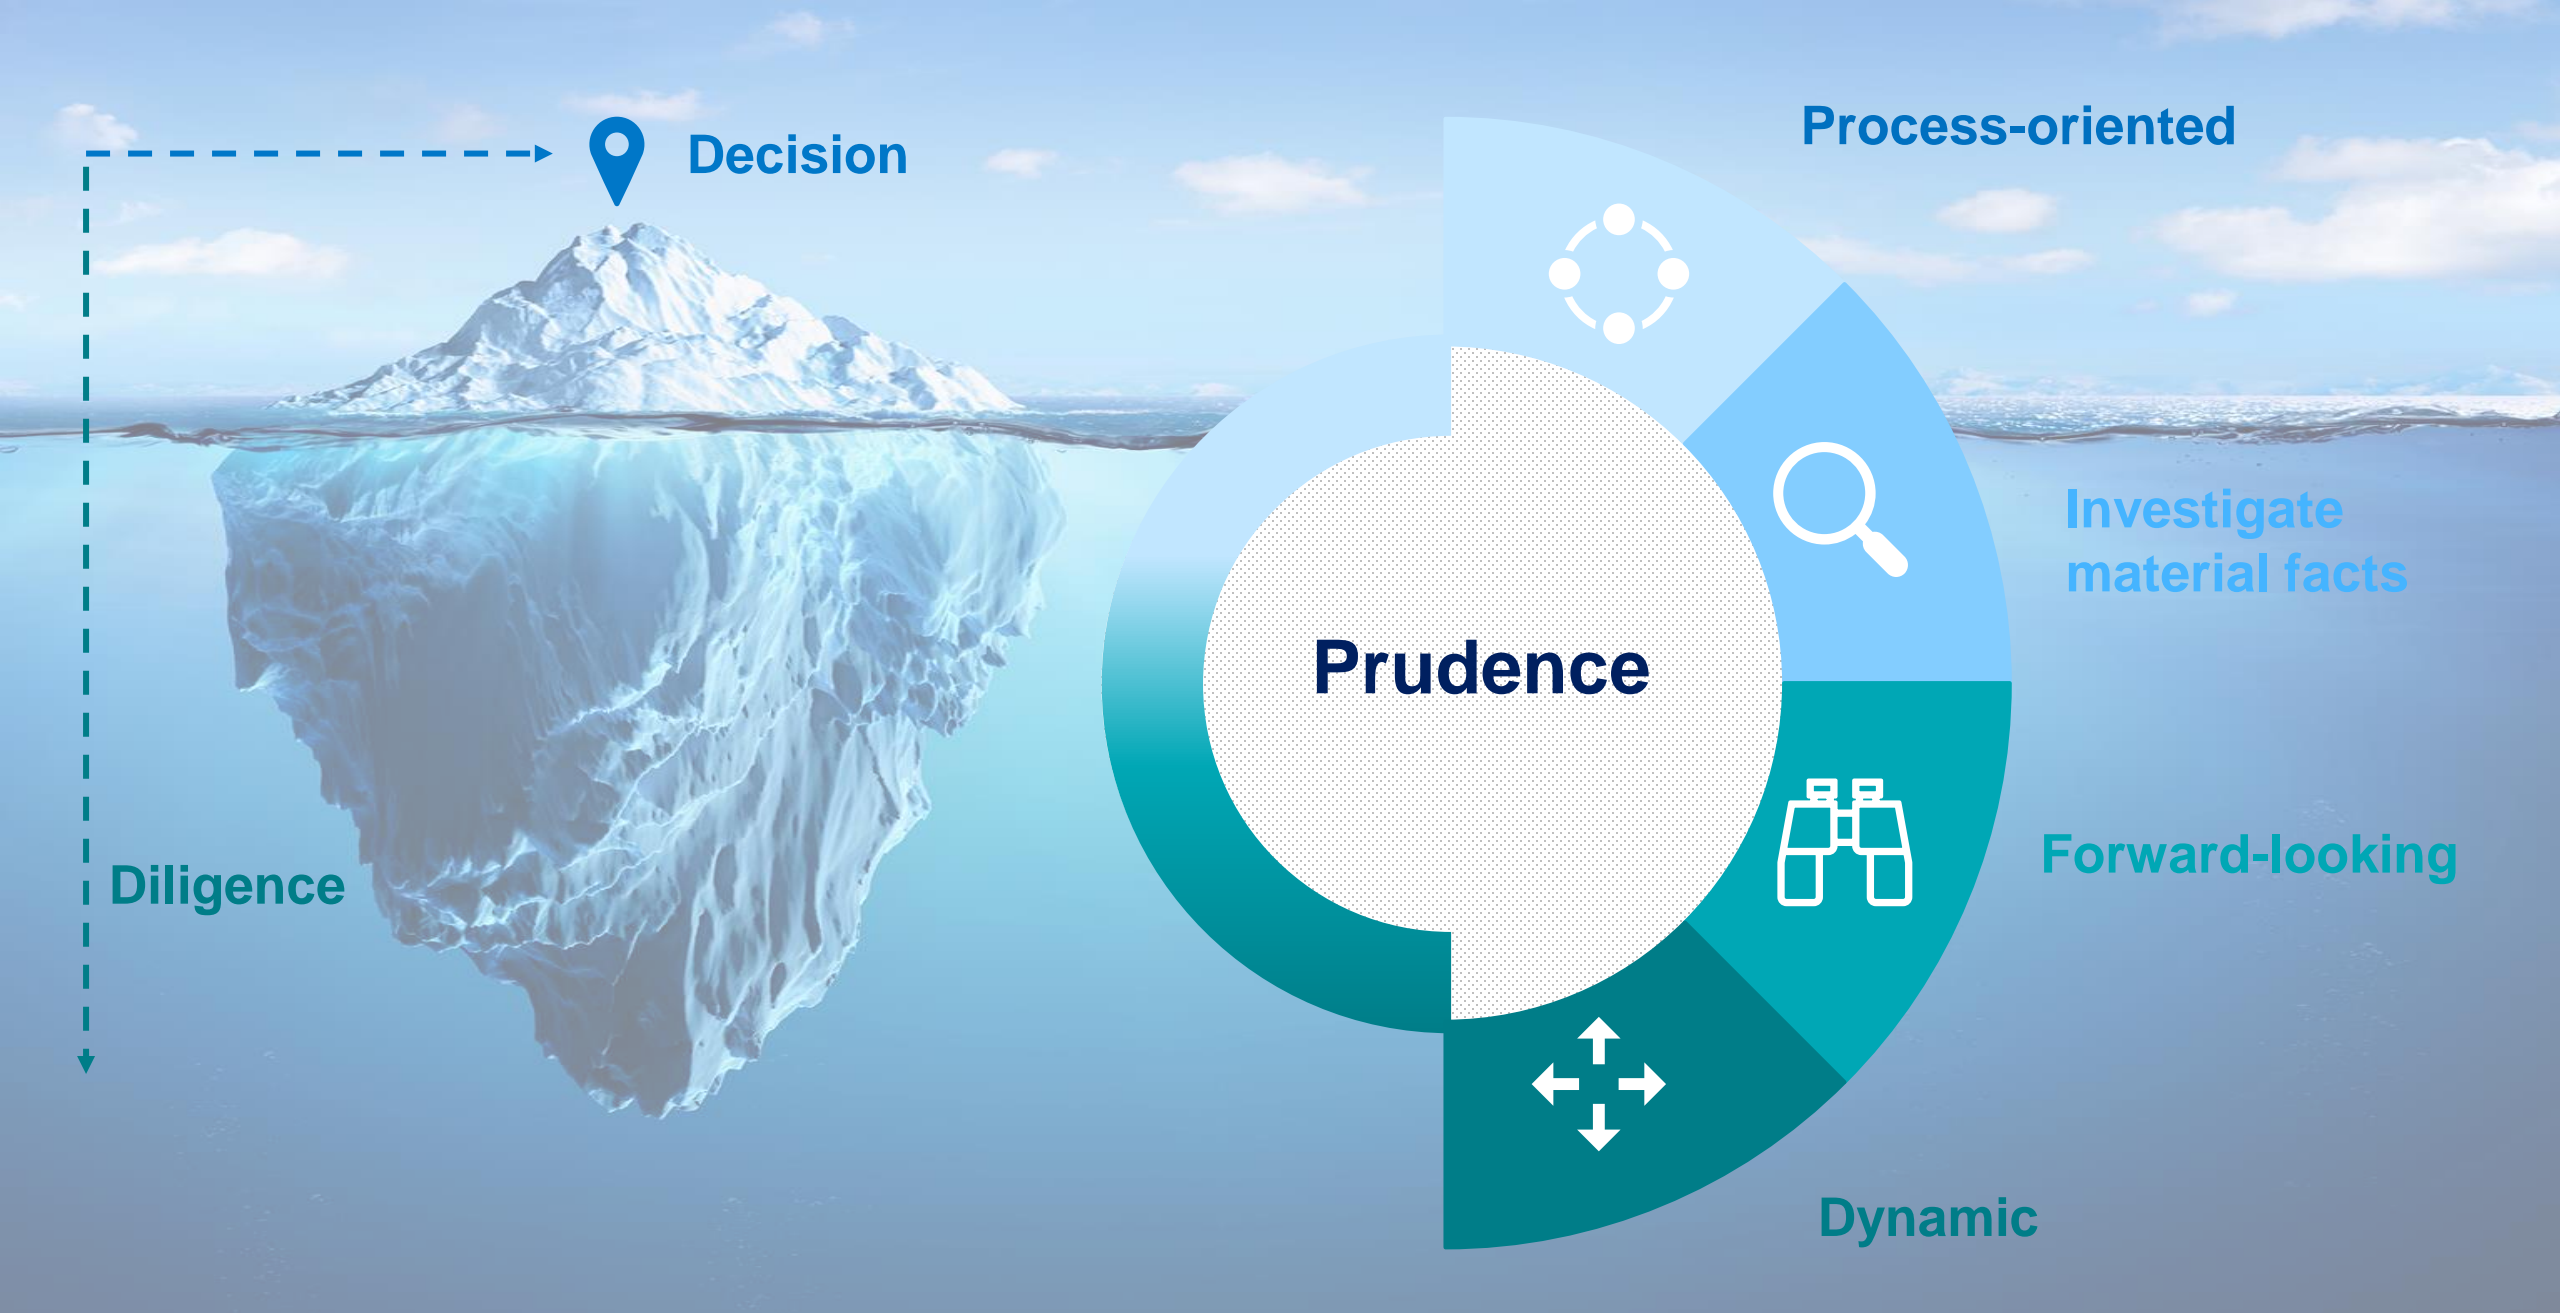 Decision
Diligence
Prudence
Process-oriented
Investigate
material facts
Forward-looking
Dynamic